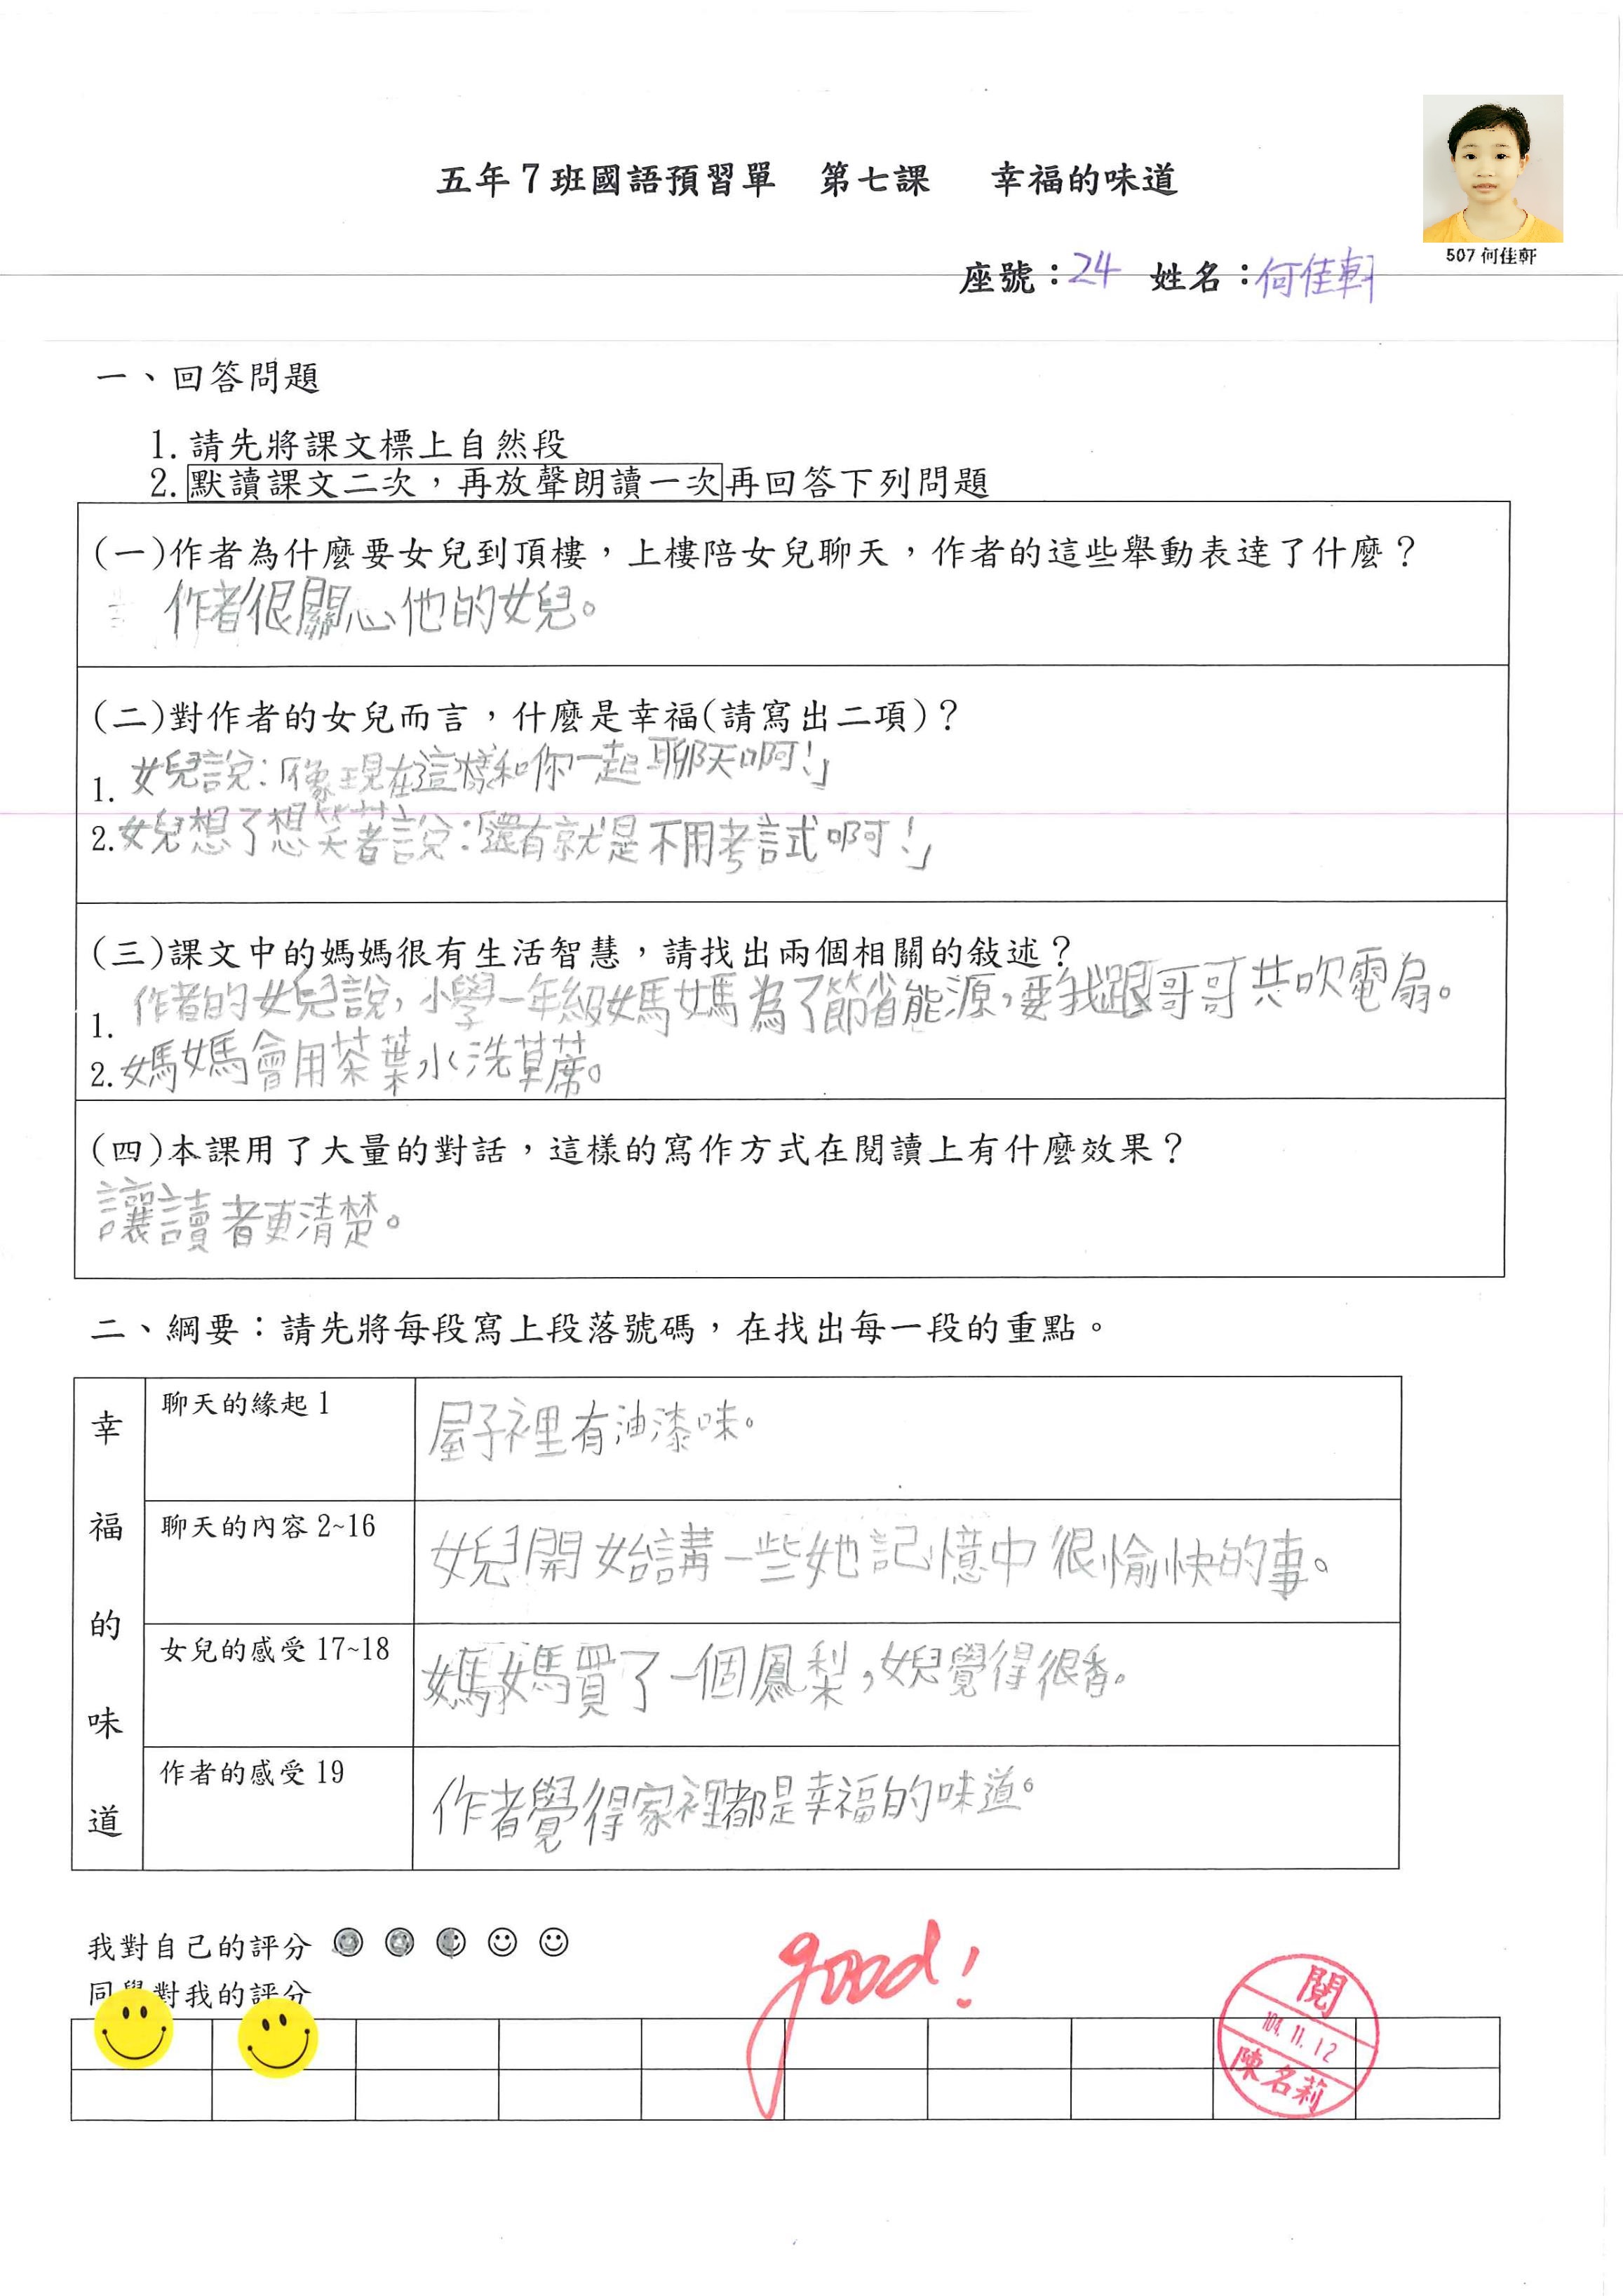 五年7班國語預習單　第七課　幸福的味道
507 何佳軒
座號：24　姓名：何佳軒
一、回答問題
1. 請先將課文標上自然段
2. 默讀課文二次，再放聲朗讀一次再回答下列問題
(一)作者為什麼要女兒到頂樓，上樓陪女兒聊天，作者的這些舉動表達了什麼？
作者很關心他的女兒。
(二)對作者的女兒而言，什麼是幸福(請寫出二項)？
1. 女兒說：「像現在這樣和你一起聊天啊！」
2. 女兒想了想笑著說：「還有就是不用考試啊！」
(三)課文中的媽媽很有生活智慧，請找出兩個相關的敍述？
1. 作者的女兒說，小學一年級媽媽為了節省能源，要我跟哥哥共吹電扇。
2. 媽媽會用茶葉水洗草蓆。
(四)本課用了大量的對話，這樣的寫作方式在閱讀上有什麼效果？
讓讀者更清楚。
二、綱要：請先將每段寫上段落號碼，在找出每一段的重點。
幸福的味道
聊天的緣起 1
屋子裡有油漆味。
聊天的內容 2~16
女兒開始講一些她記憶中很愉快的事。
女兒的感受 17~18
媽媽買了一個鳳梨，女兒覺得很香。
作者的感受 19
作者覺得家裡都是幸福的味道。
我對自己的評分
同學對我的評分
good!
閱
104.11.12
陳名莉